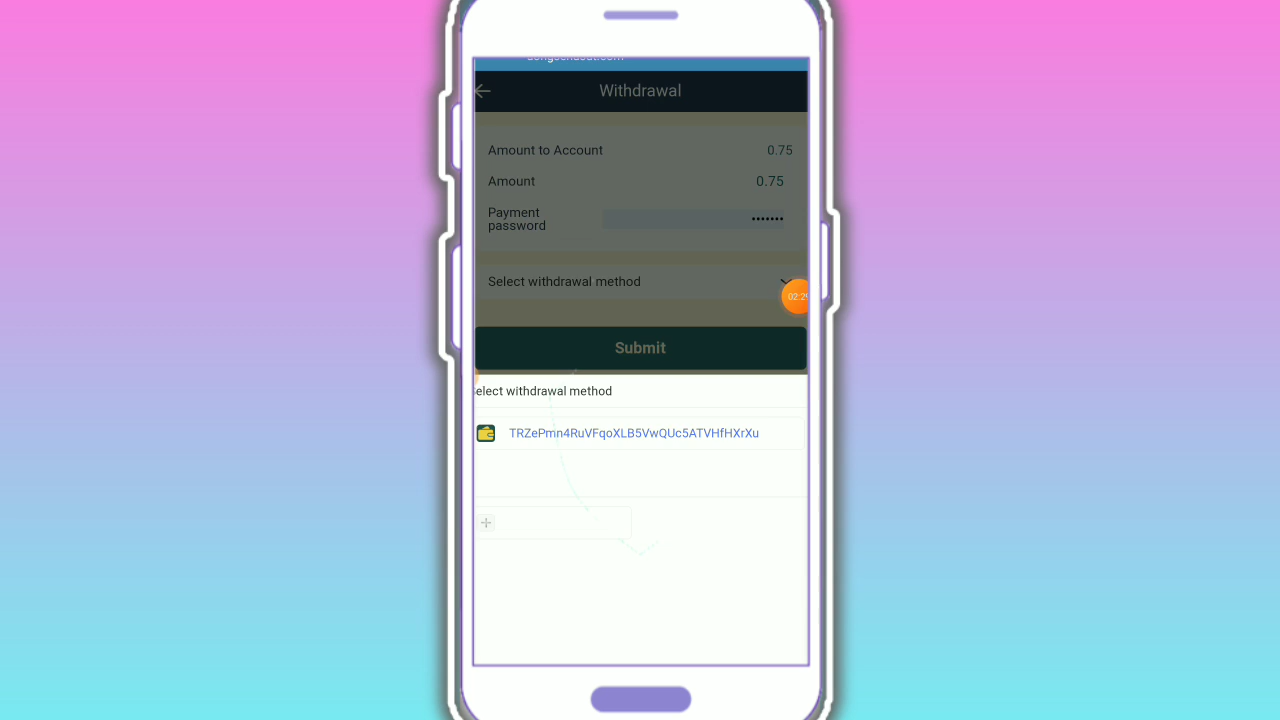 Withdrawal
Amount to Account 0.75
Amount 0.75
Payment
password •••••••
Select withdrawal method
Submit
elect withdrawal method
TRZePmn4RuVFqoXLB5VwQUc5ATVHfHXrXu